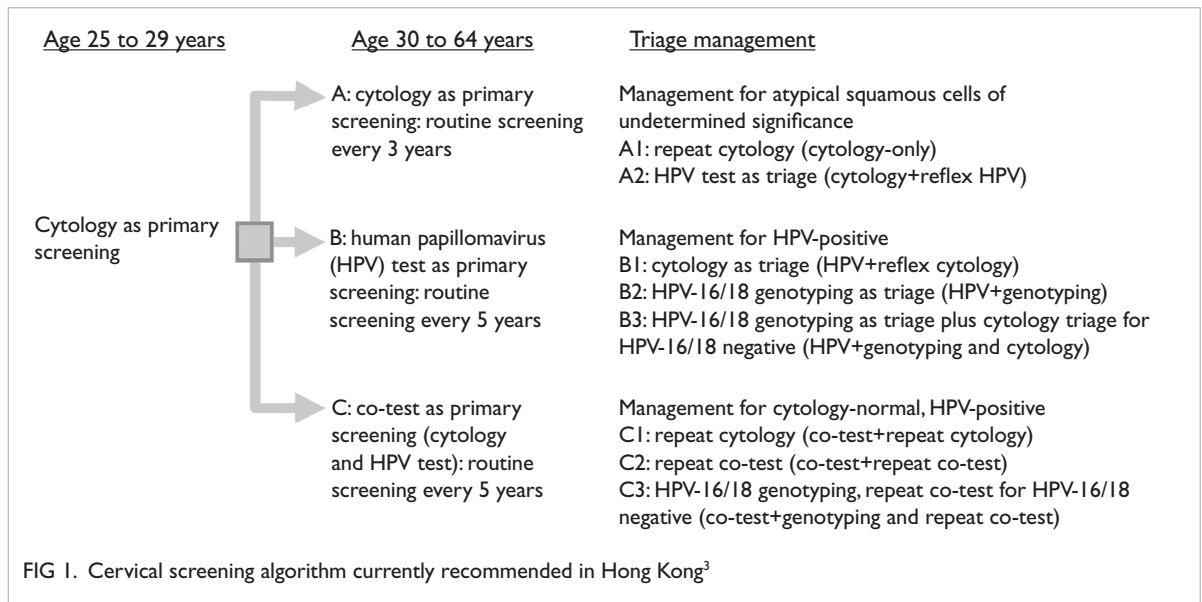 Age 25 to 29 years
Age 30 to 64 years
Triage management
Cytology as primary
screening
A: cytology as primary
screening: routine screening
every 3 years
Management for atypical squamous cells of
undetermined significance
A1: repeat cytology (cytology-only)
A2: HPV test as triage (cytology+reflex HPV)
B: human papillomavirus
(HPV) test as primary
screening: routine
screening every 5 years
Management for HPV-positive
B1: cytology as triage (HPV+reflex cytology)
B2: HPV-16/18 genotyping as triage (HPV+genotyping)
B3: HPV-16/18 genotyping as triage plus cytology triage for
HPV-16/18 negative (HPV+genotyping and cytology)
C: co-test as primary
screening (cytology
and HPV test): routine
screening every 5 years
Management for cytology-normal, HPV-positive
C1: repeat cytology (co-test+repeat cytology)
C2: repeat co-test (co-test+repeat co-test)
C3: HPV-16/18 genotyping, repeat co-test for HPV-16/18
negative (co-test+genotyping and repeat co-test)
FIG 1. Cervical screening algorithm currently recommended in Hong Kong³